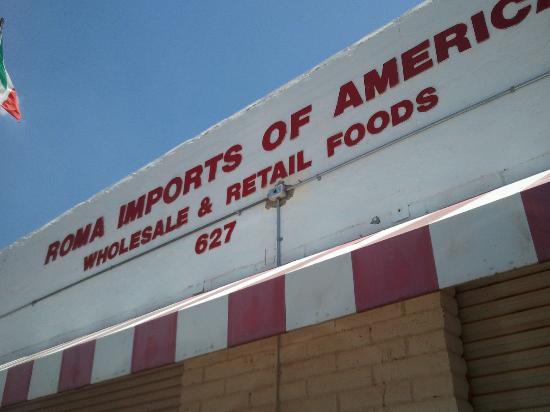 ROMA IMPORTS OF AMERICA
WHOLESALE & RETAIL FOODS
627